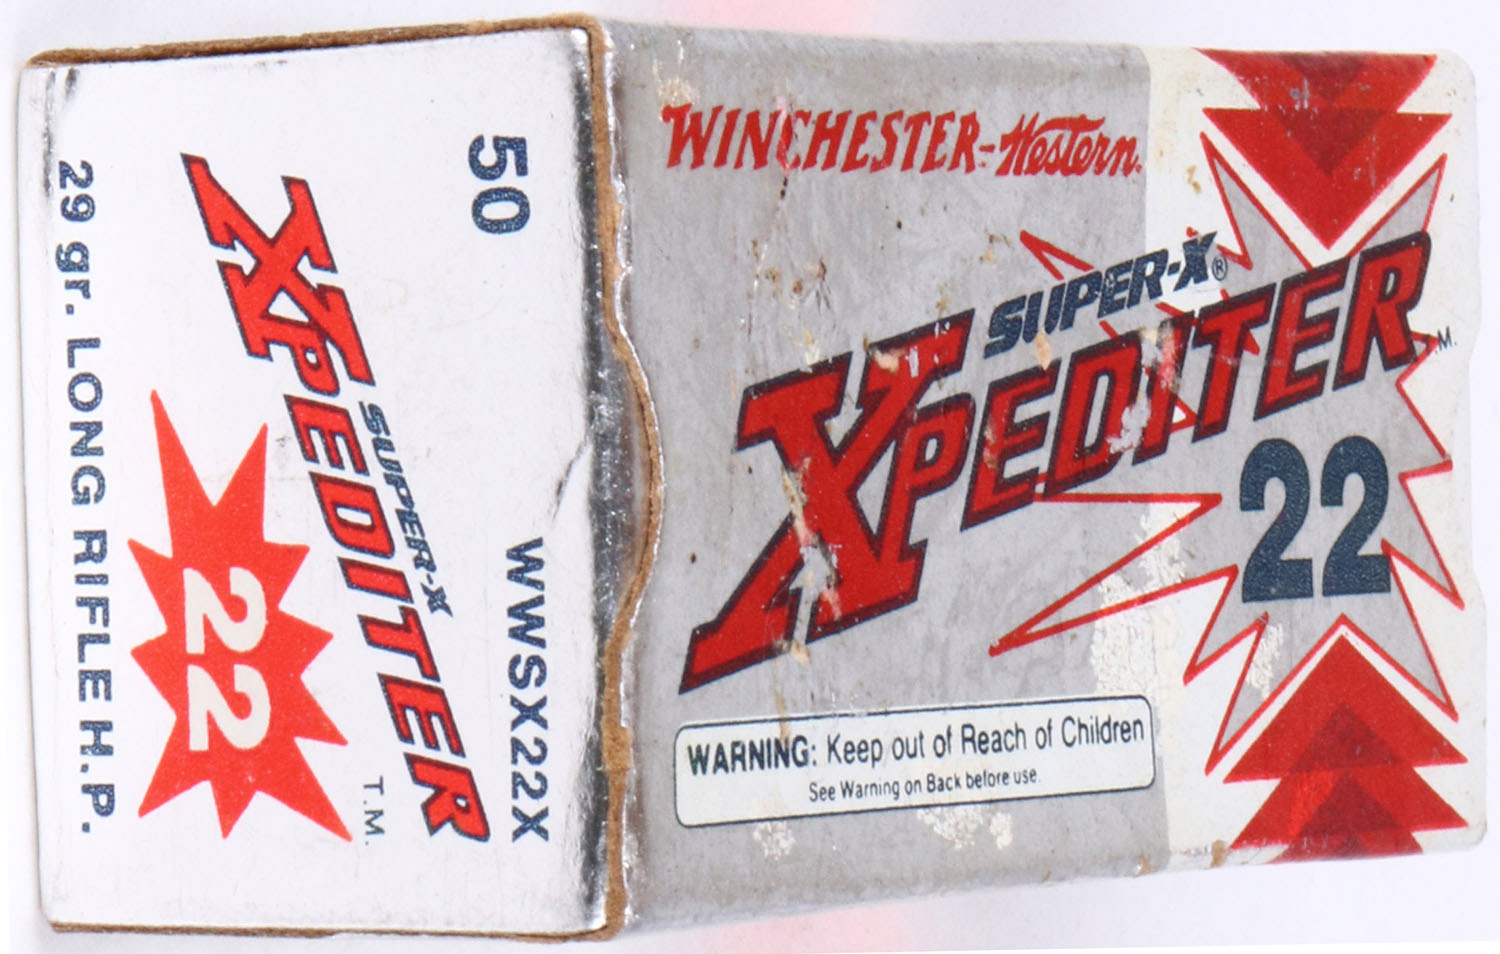 50
WWSX22X
SUPER-X
XPEDITER
T.M.
22
29 gr. LONG RIFLE H.P.
WINCHESTER-Western.
SUPER-X®
XPEDITER
T.M.
22
WARNING: Keep out of Reach of Children
See Warning on Back before use.